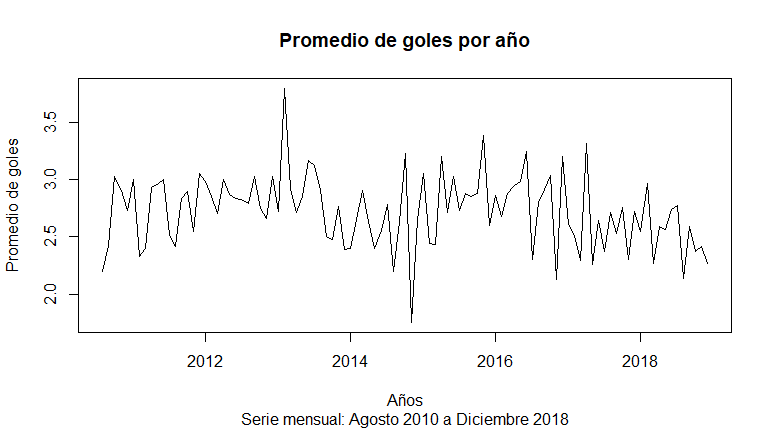 Promedio de goles por año
Promedio de goles
3.5
3.0
2.5
2.0
2012 2014 2016 2018
Años
Serie mensual: Agosto 2010 a Diciembre 2018